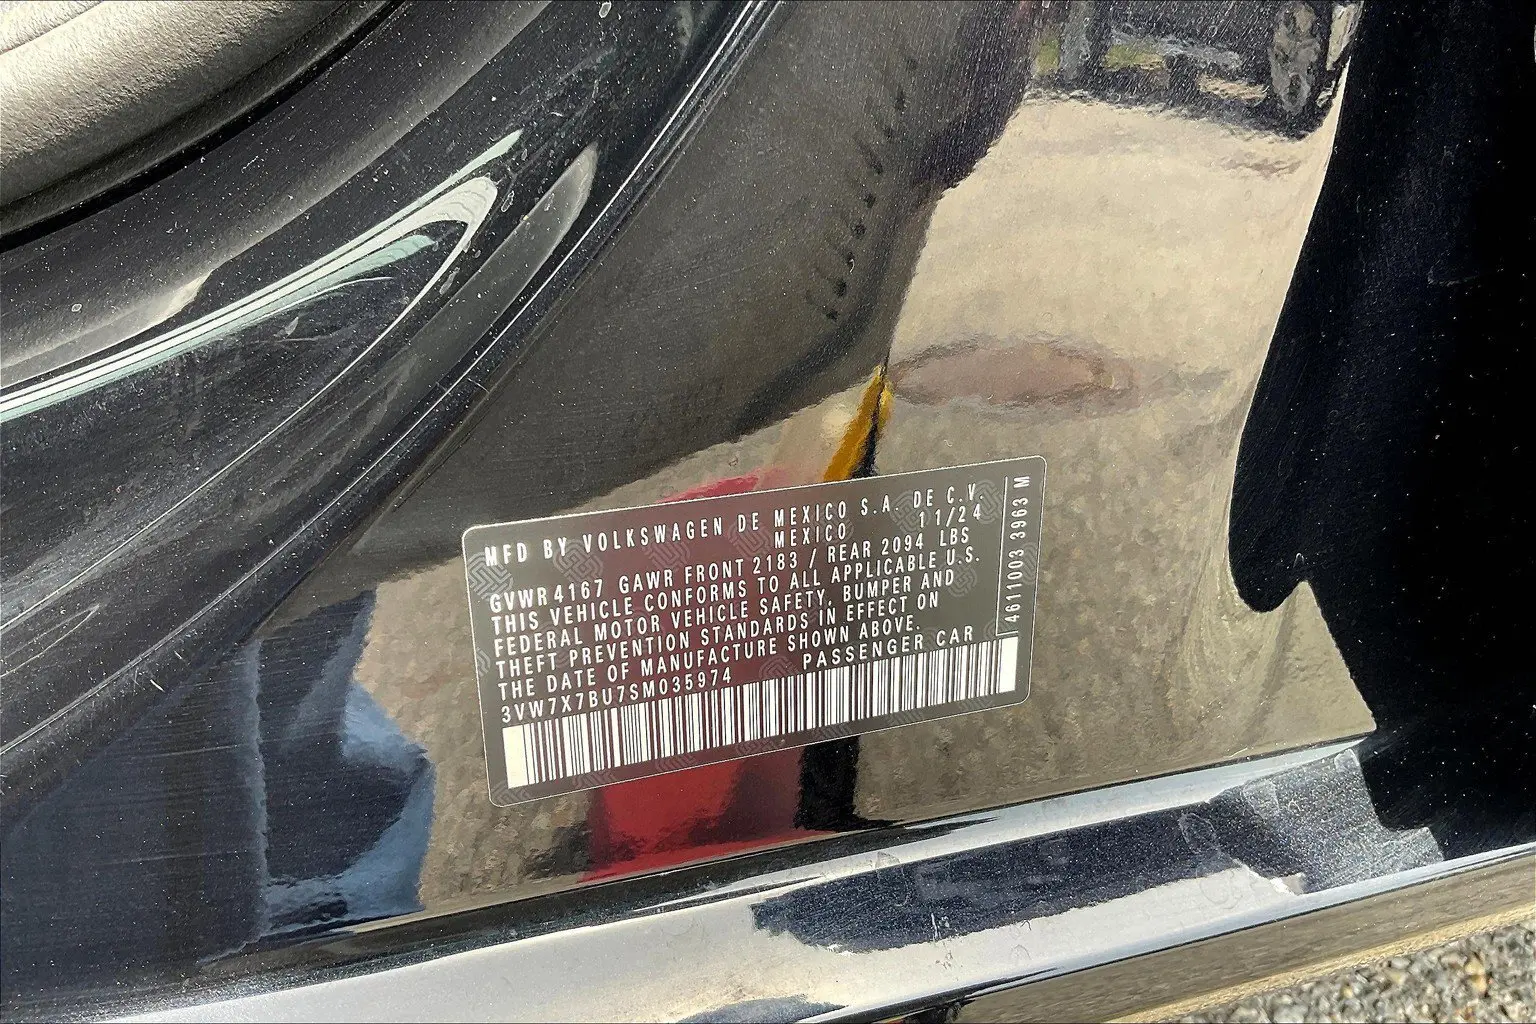 MFD BY VOLKSWAGEN DE MEXICO S.A. DE C.V.
MEXICO 11/24
GVWR 4167 GAWR FRONT 2183 / REAR 2094 LBS
THIS VEHICLE CONFORMS TO ALL APPLICABLE U.S.
FEDERAL MOTOR VEHICLE SAFETY, BUMPER AND
THEFT PREVENTION STANDARDS IN EFFECT ON
THE DATE OF MANUFACTURE SHOWN ABOVE.
3VW7X7BU7SM035974 PASSENGER CAR
4611003 3963 M